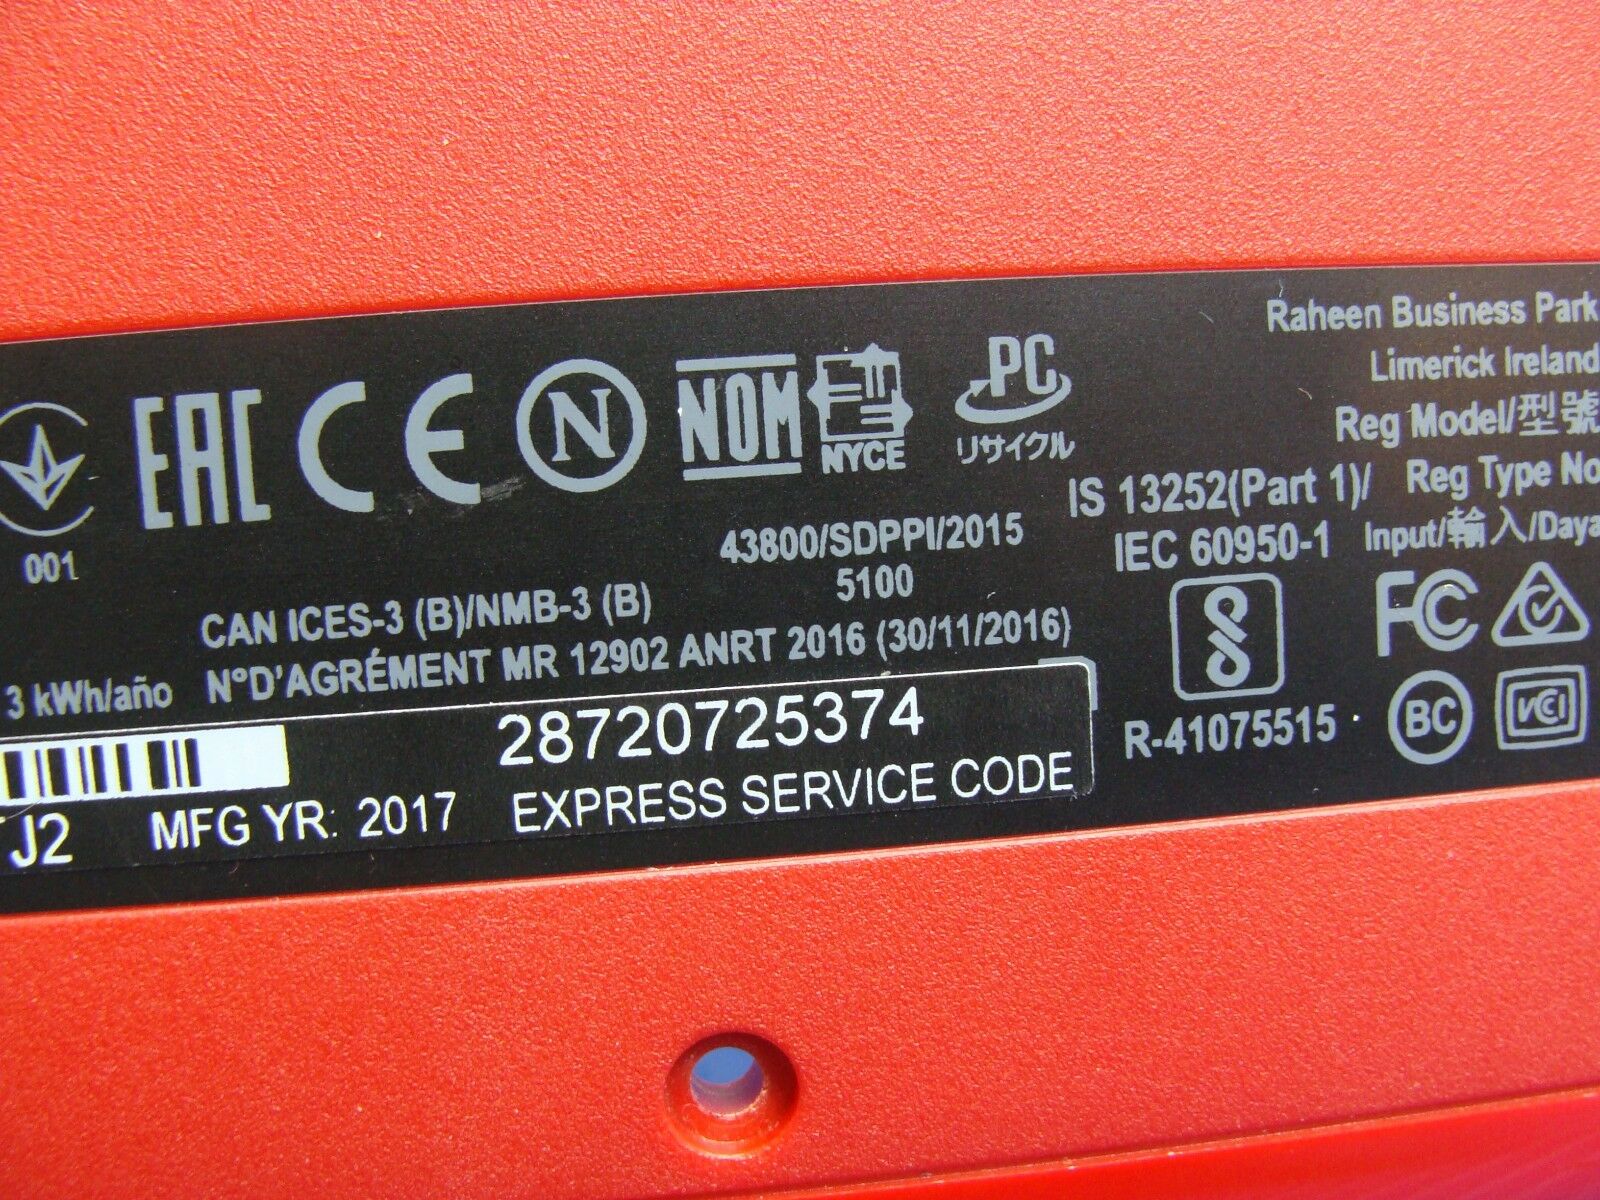 Raheen Business Park
Limerick Ireland
Reg Model/型號
Reg Type No
Input/輸入/Daya
001
EAC
CE
N
NOM
NYCE
PC
リサイクル
IS 13252(Part 1)/
IEC 60950-1
43800/SDPPI/2015
5100
CAN ICES-3 (B)/NMB-3 (B)
N°D'AGRÉMENT MR 12902 ANRT 2016 (30/11/2016)
3 kWh/año
FC
BC
VCI
R-41075515
28720725374
EXPRESS SERVICE CODE
J2
MFG YR: 2017